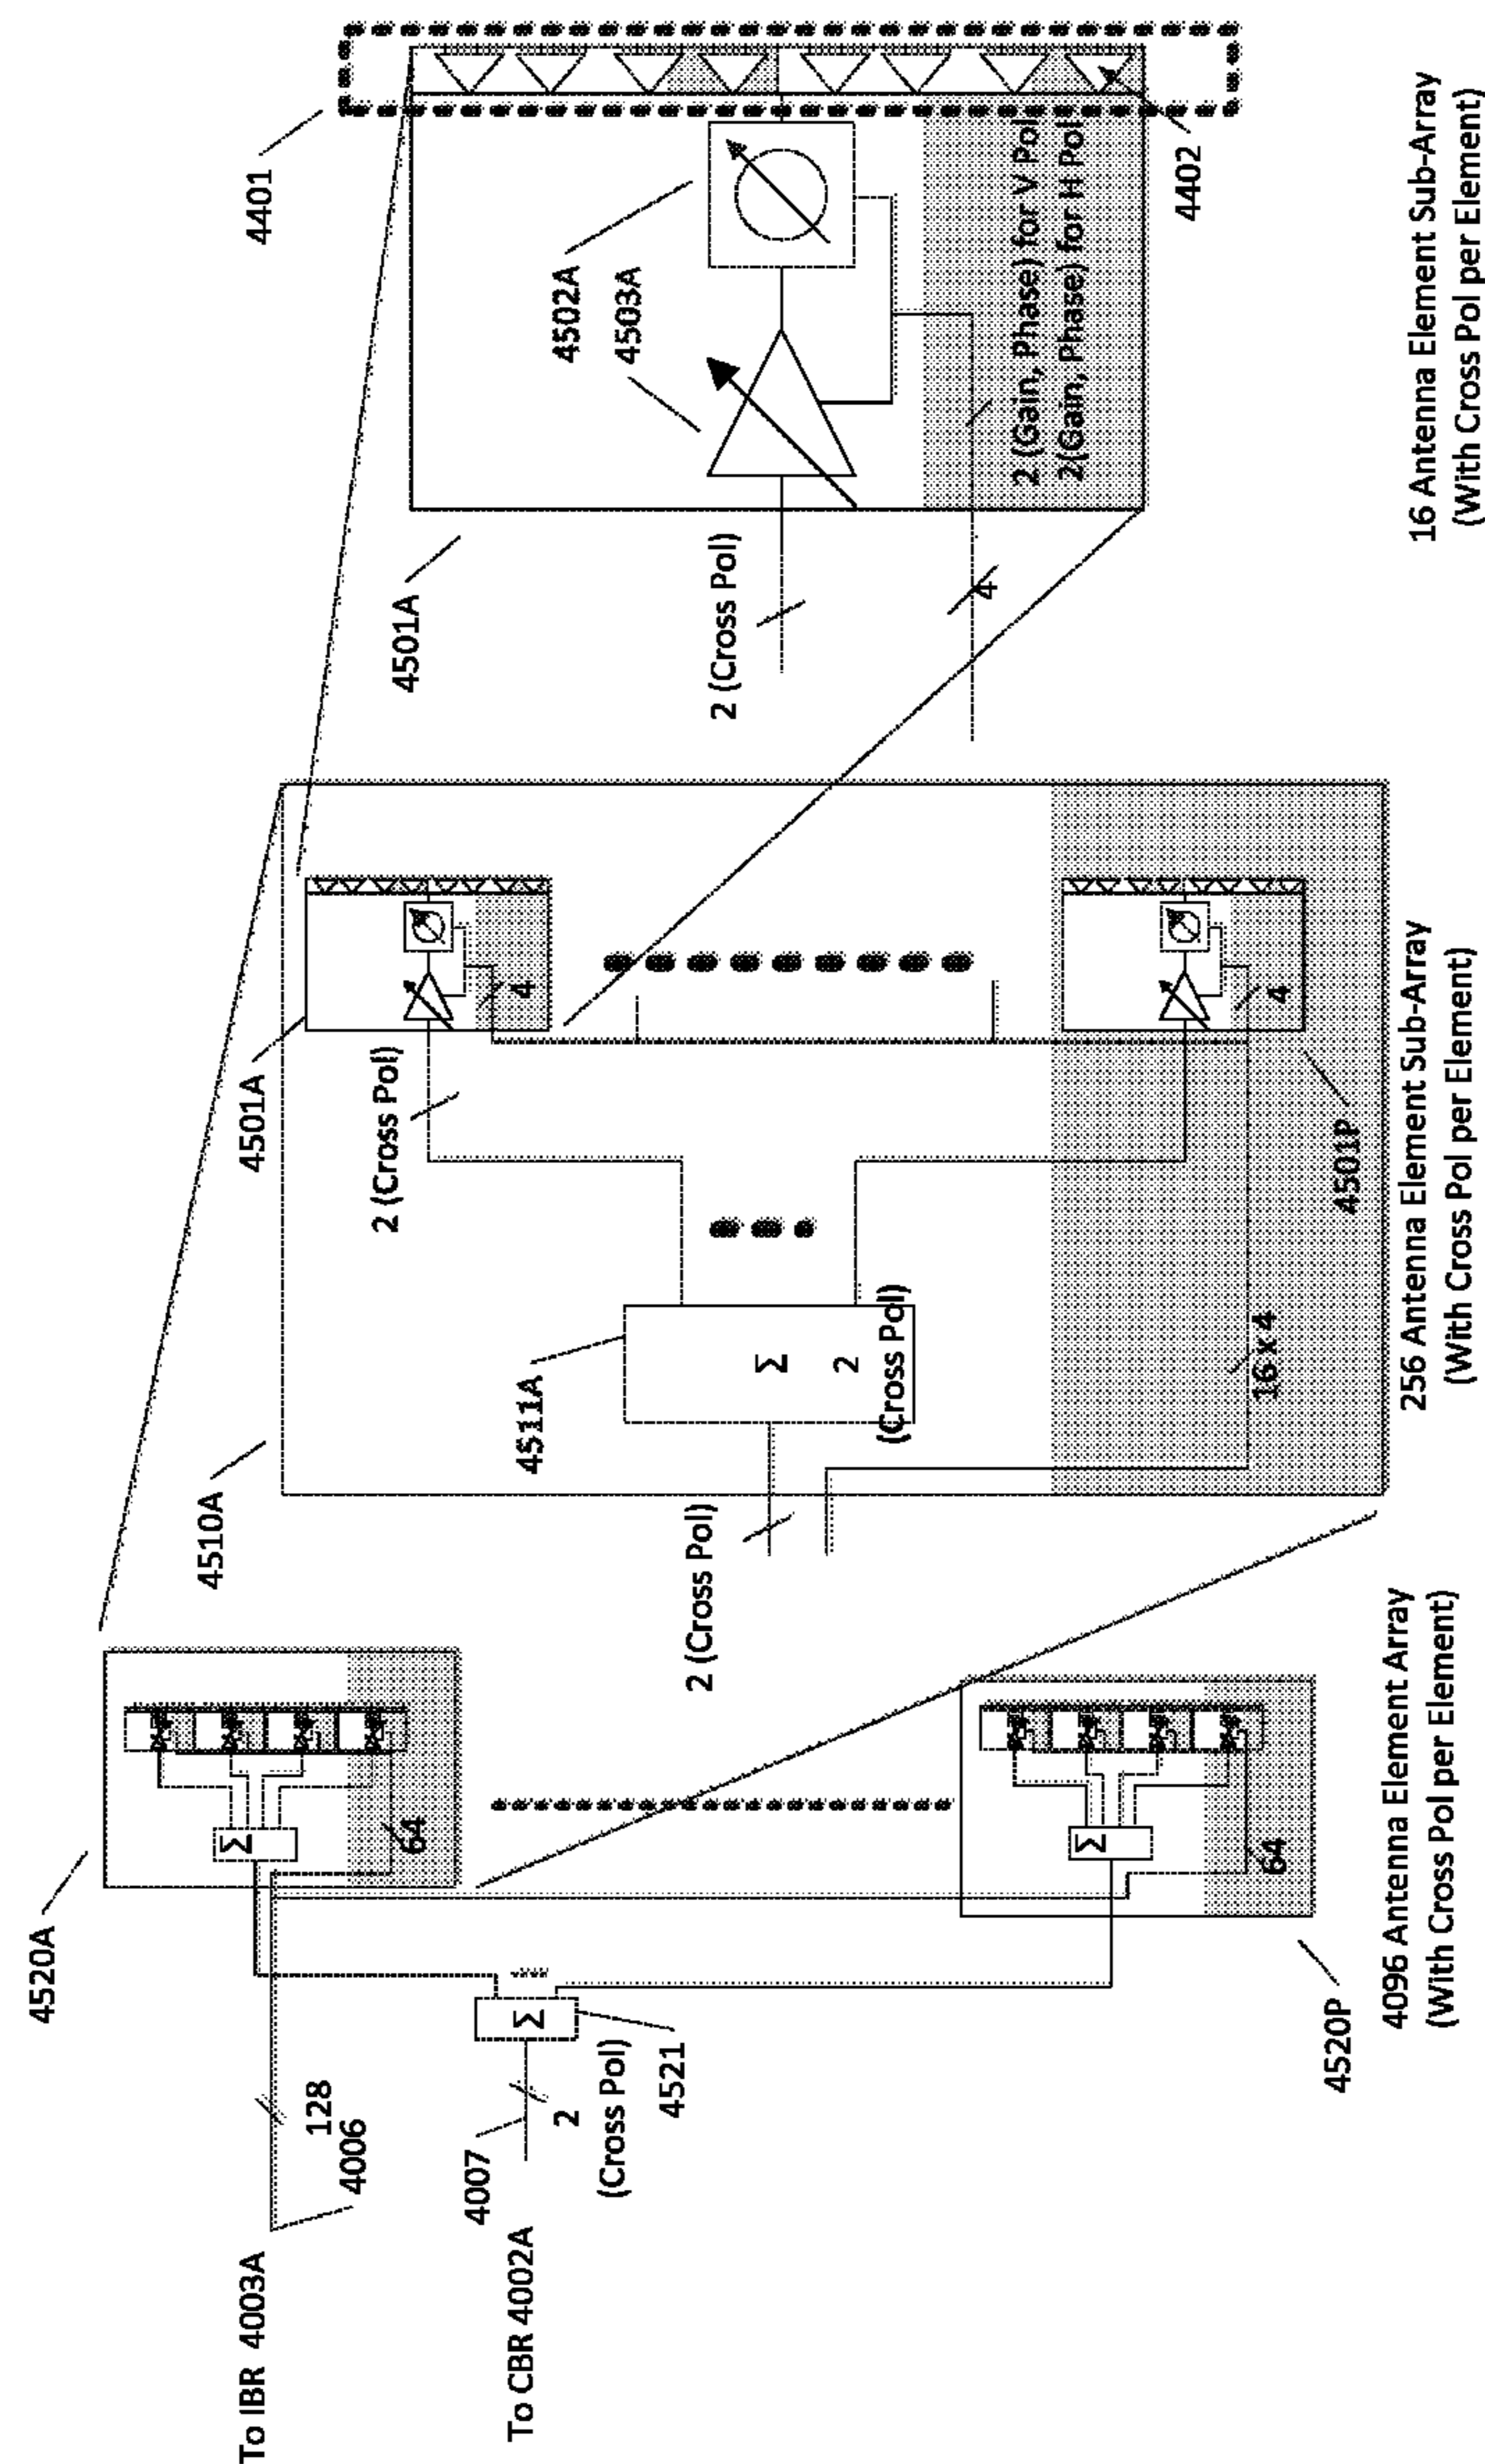 To IBR 4003A
128
4006
To CBR 4002A
4007
2
(Cross Pol)
4521
Σ
4520A
Σ
64
4520P
Σ
64
4096 Antenna Element Array
(With Cross Pol per Element)
4510A
2 (Cross Pol)
4511A
Σ
2
(Cross Pol)
16 x 4
4501A
2 (Cross Pol)
4
4
4501P
256 Antenna Element Sub-Array
(With Cross Pol per Element)
4501A
2 (Cross Pol)
4
4503A
4502A
4401
2 (Gain, Phase) for V Pol
2(Gain, Phase) for H Pol
4402
16 Antenna Element Sub-Array
(With Cross Pol per Element)